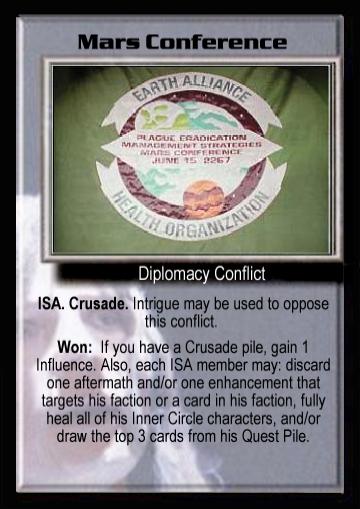 Mars Conference
EARTH ALLIANCE
PLAGUE ERADICATION
MANAGEMENT STRATEGIES
MARS CONFERENCE
JUNE 15 2267
HEALTH ORGANIZATION
Diplomacy Conflict
ISA. Crusade. Intrigue may be used to oppose
this conflict.
Won: If you have a Crusade pile, gain 1
Influence. Also, each ISA member may: discard
one aftermath and/or one enhancement that
targets his faction or a card in his faction, fully
heal all of his Inner Circle characters, and/or
draw the top 3 cards from his Quest Pile.